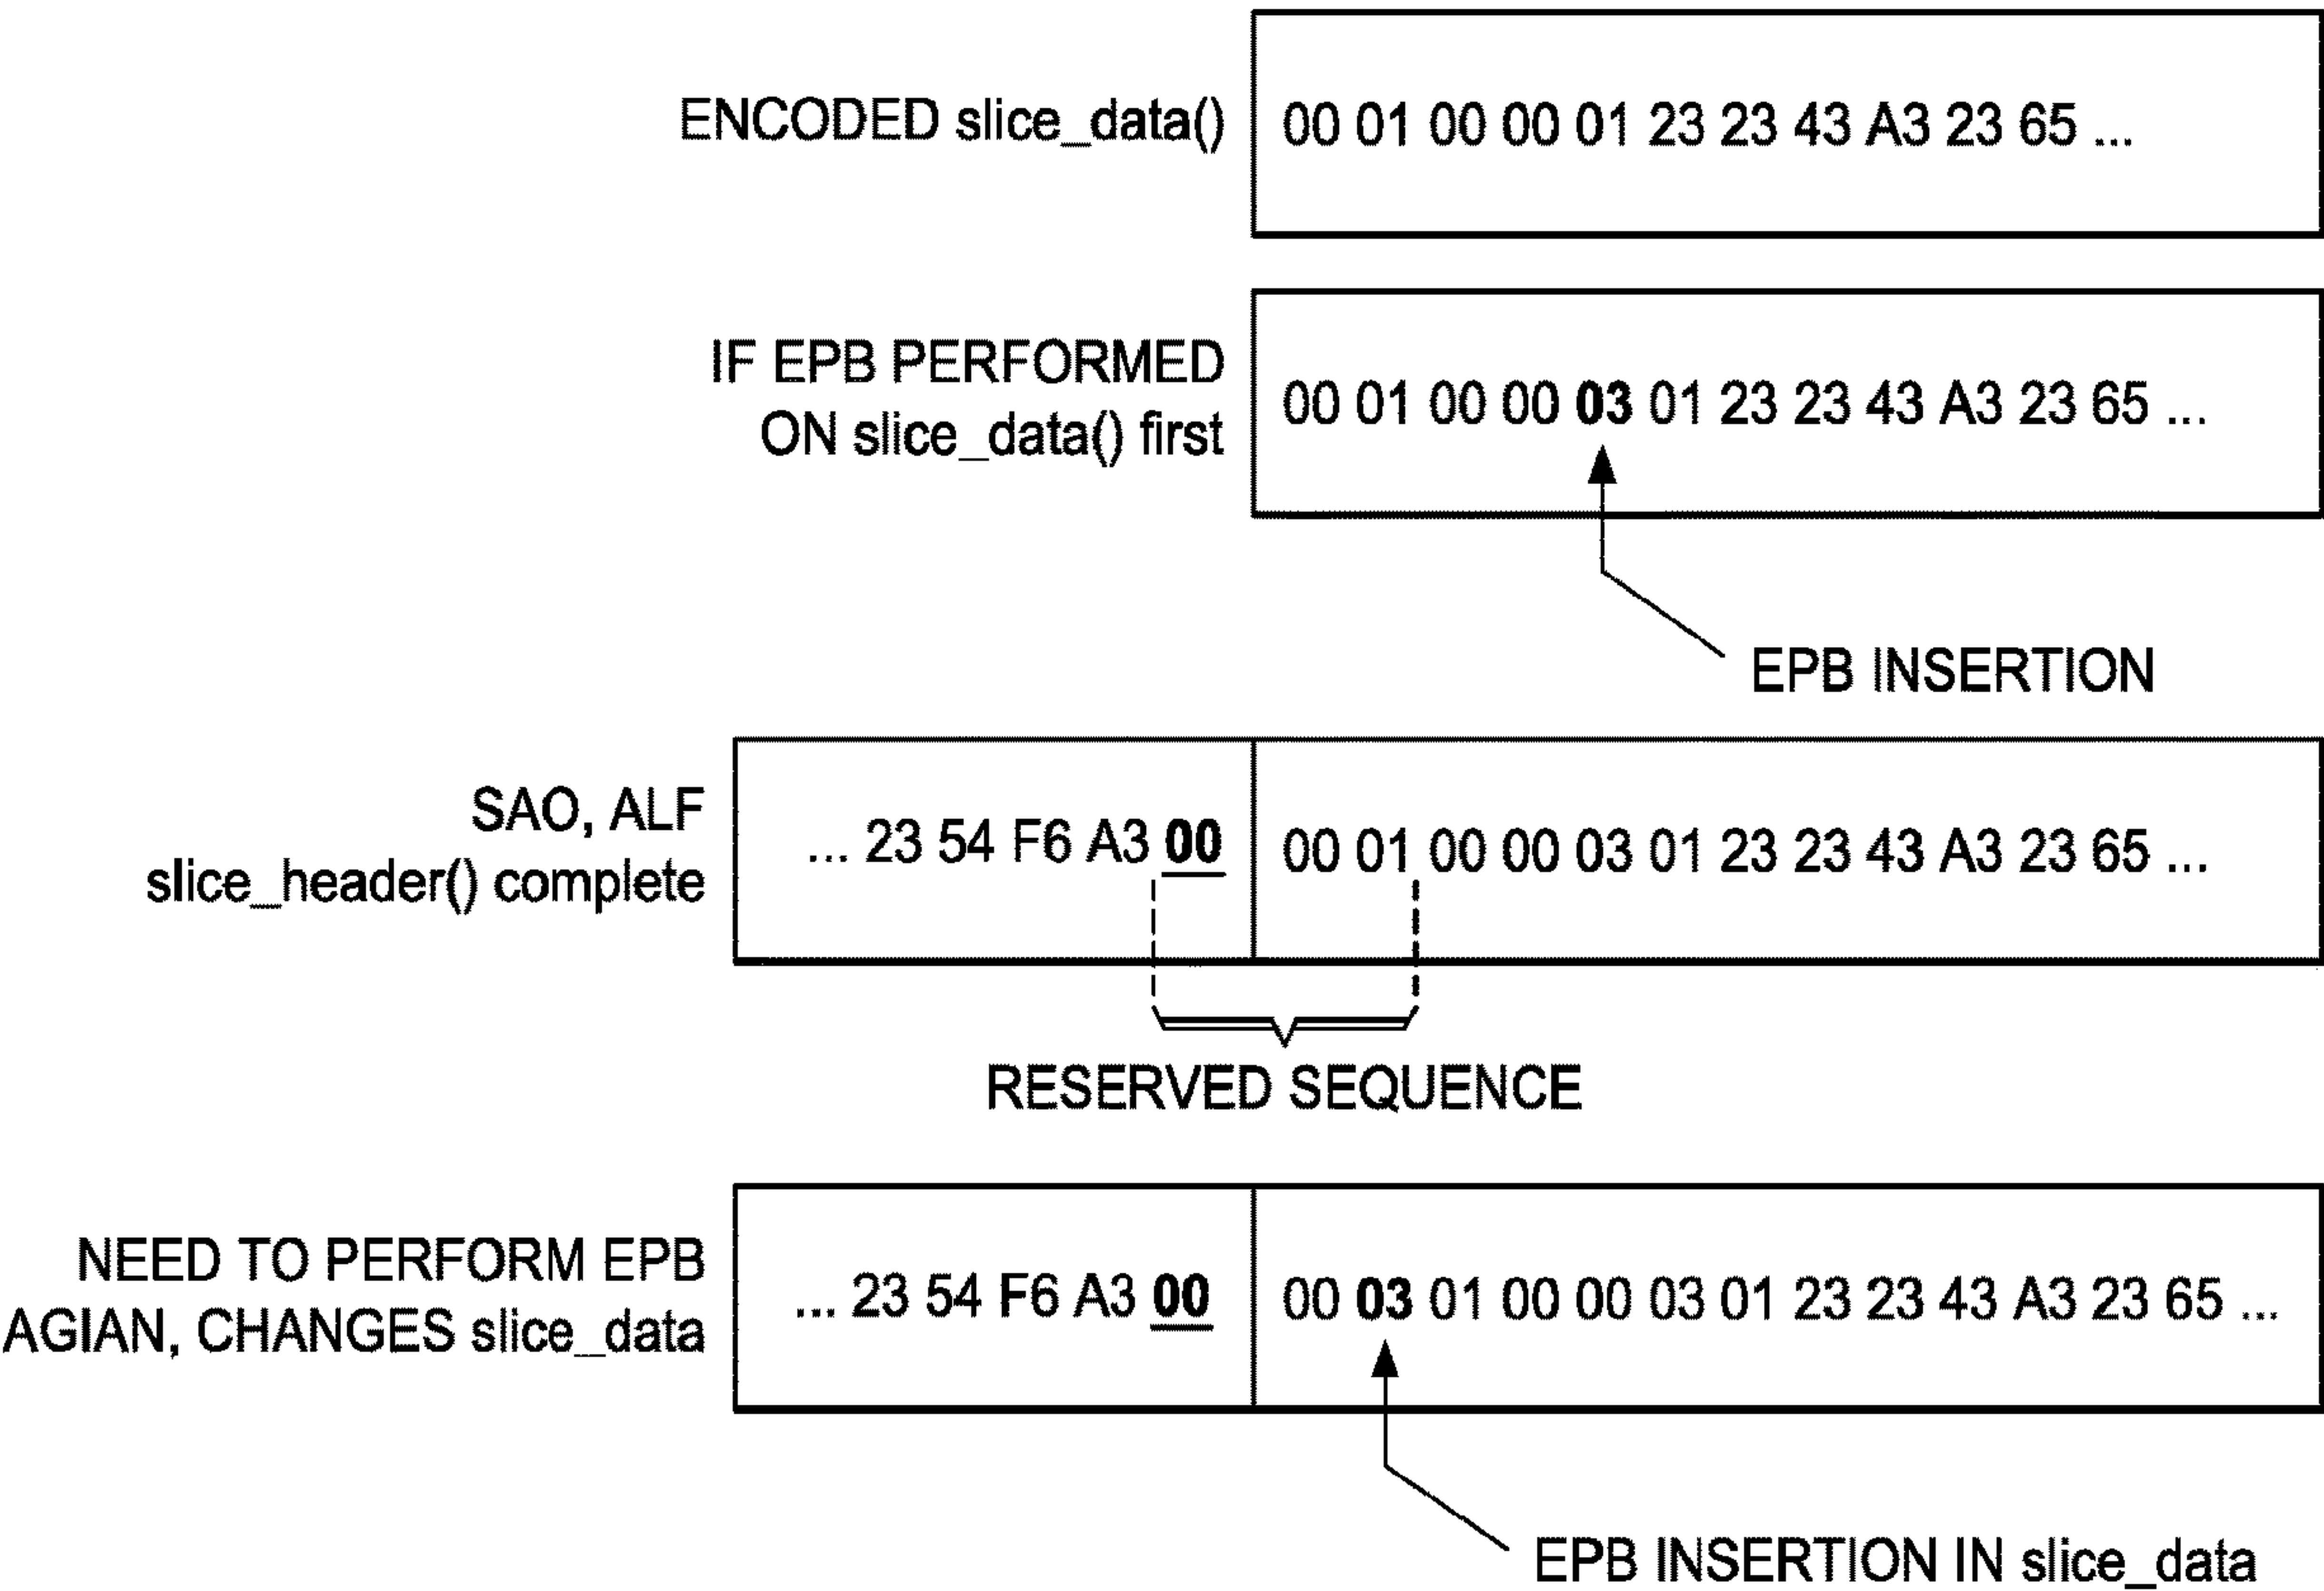 ENCODED slice_data()
00 01 00 00 01 23 23 43 A3 23 65 ...
IF EPB PERFORMED
ON slice_data() first
00 01 00 00 03 01 23 23 43 A3 23 65 ...
EPB INSERTION
SAO, ALF
slice_header() complete
... 23 54 F6 A3 00
00 01 00 00 03 01 23 23 43 A3 23 65 ...
RESERVED SEQUENCE
NEED TO PERFORM EPB
AGIAN, CHANGES slice_data
... 23 54 F6 A3 00
00 03 01 00 00 03 01 23 23 43 A3 23 65 ...
EPB INSERTION IN slice_data